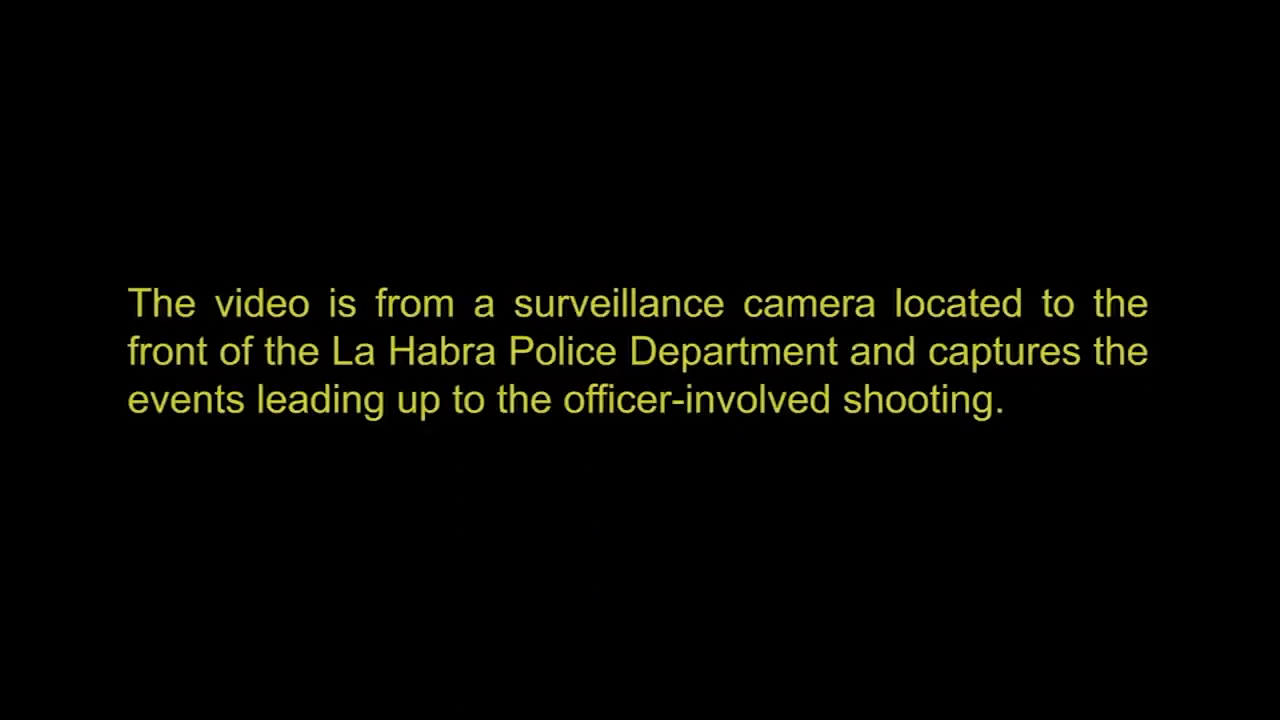 The video is from a surveillance camera located to the
front of the La Habra Police Department and captures the
events leading up to the officer-involved shooting.